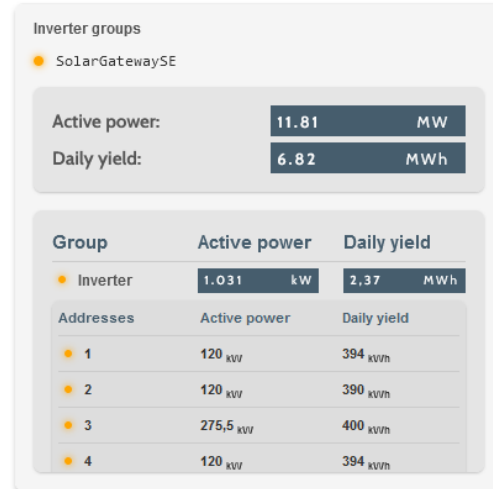 Inverter groups
SolarGatewaySE
Active power: 11.81 MW
Daily yield: 6.82 MWh
Group Active power Daily yield
Inverter 1.031 kW 2,37 MWh
Addresses Active power Daily yield
1 120 kW 394 kWh
2 120 kW 390 kWh
3 275,5 kW 400 kWh
4 120 kW 394 kWh